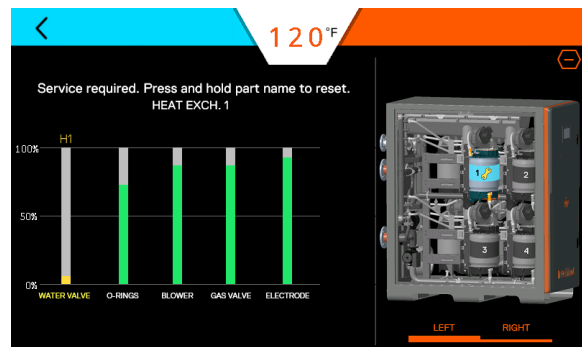 120°F
Service required. Press and hold part name to reset.
HEAT EXCH. 1
H1
100%
50%
0%
WATER VALVE
O-RINGS
BLOWER
GAS VALVE
ELECTRODE
1
2
3
4
LEFT
RIGHT